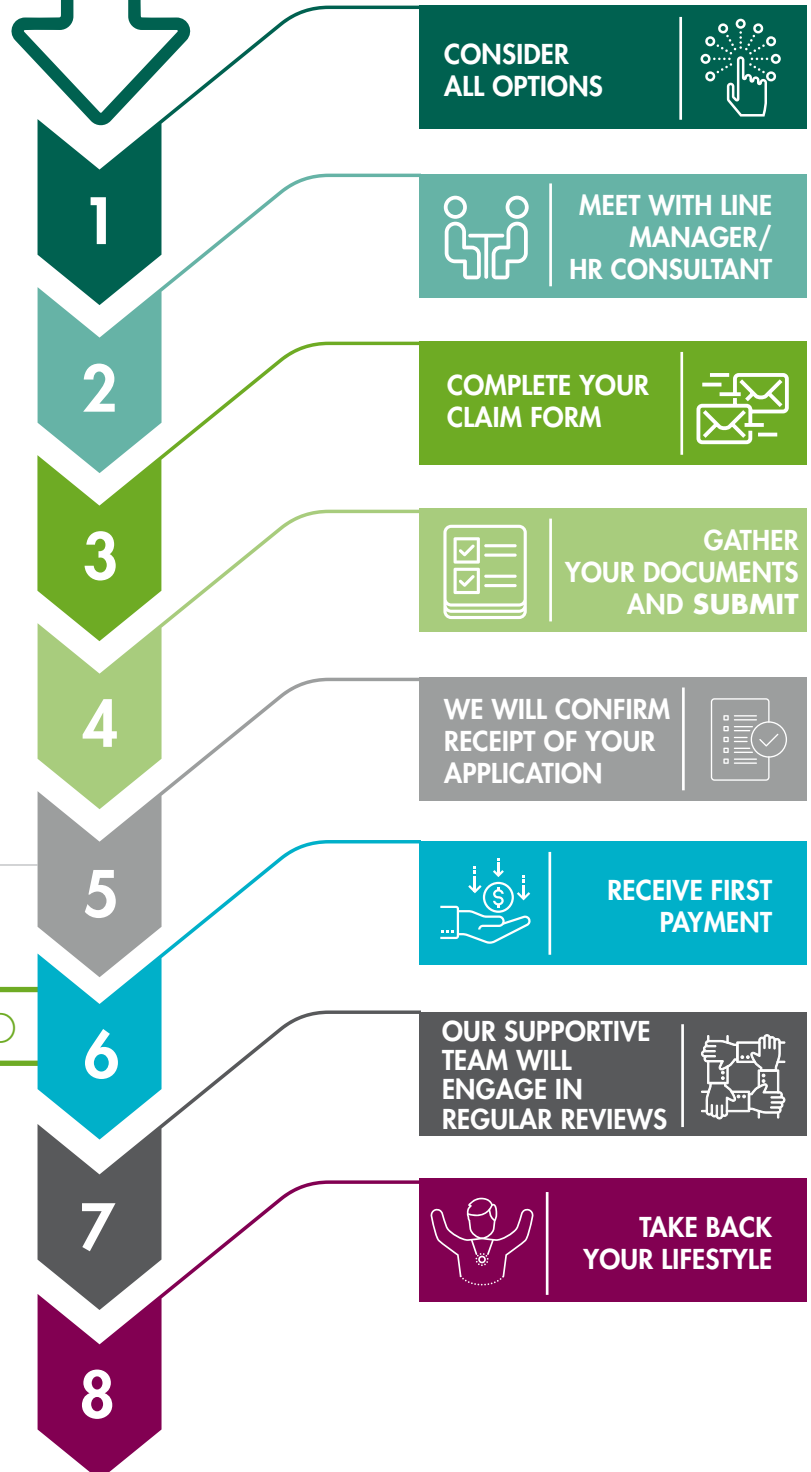 CONSIDER
ALL OPTIONS
1
MEET WITH LINE
MANAGER/
HR CONSULTANT
2
COMPLETE YOUR
CLAIM FORM
3
GATHER
YOUR DOCUMENTS
AND SUBMIT
4
WE WILL CONFIRM
RECEIPT OF YOUR
APPLICATION
5
RECEIVE FIRST
PAYMENT
6
OUR SUPPORTIVE
TEAM WILL
ENGAGE IN
REGULAR REVIEWS
7
TAKE BACK
YOUR LIFESTYLE
8